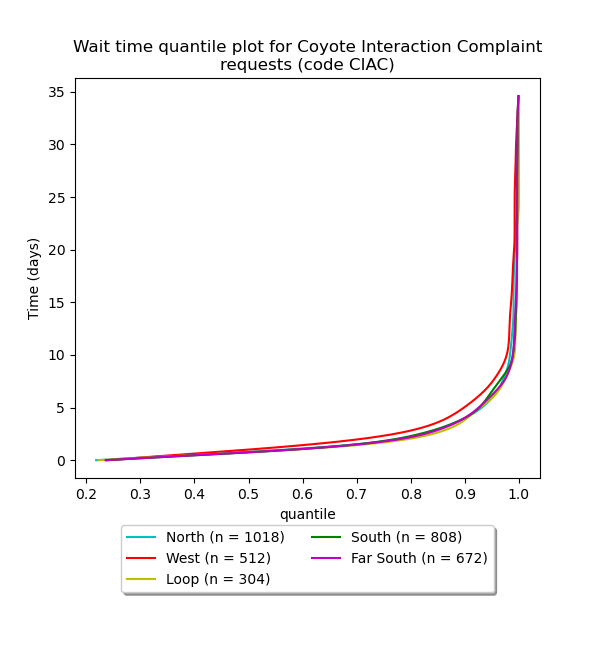 Wait time quantile plot for Coyote Interaction Complaint
requests (code CIAC)
35
30
25
20
15
10
5
0
Time (days)
0.2 0.3 0.4 0.5 0.6 0.7 0.8 0.9 1.0
quantile
North (n = 1018)
West (n = 512)
Loop (n = 304)
South (n = 808)
Far South (n = 672)